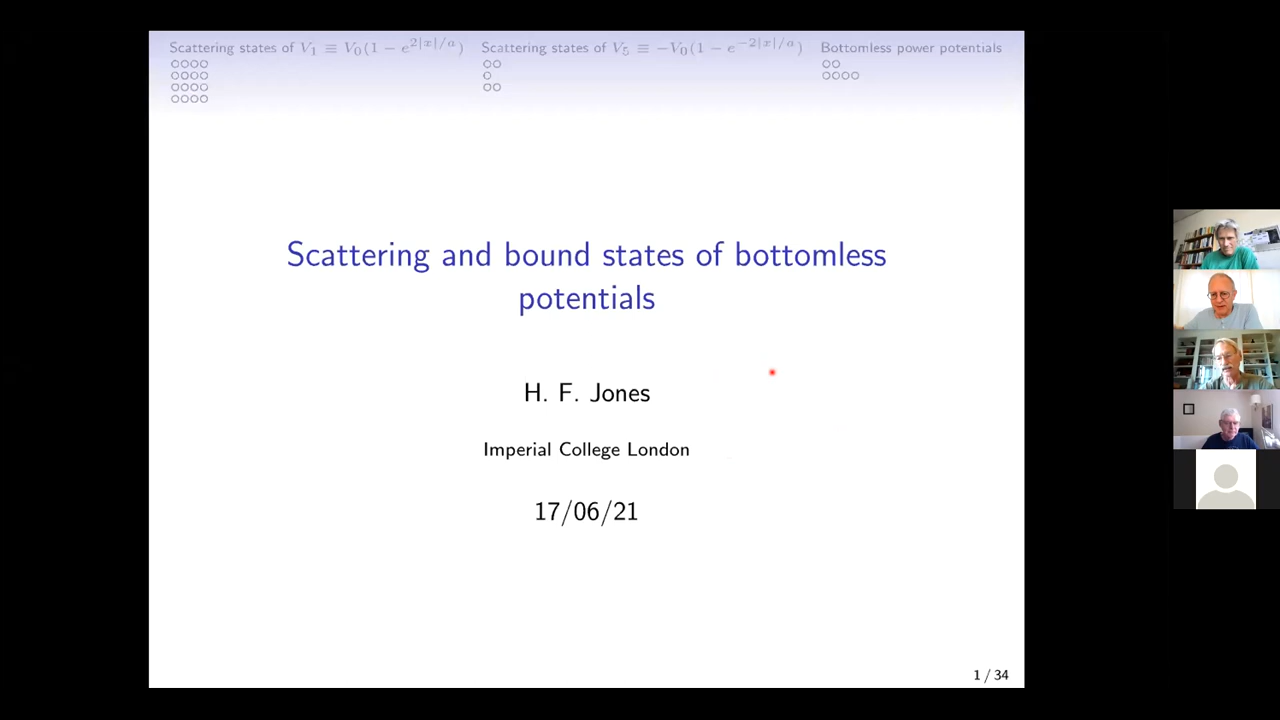 Scattering states of V₁ ≡ V₀(1 − e^{2|x|/a})
Scattering states of V₅ ≡ −V₀(1 − e^{−2|x|/a})
Bottomless power potentials
Scattering and bound states of bottomless
potentials
H. F. Jones
Imperial College London
17/06/21
1 / 34